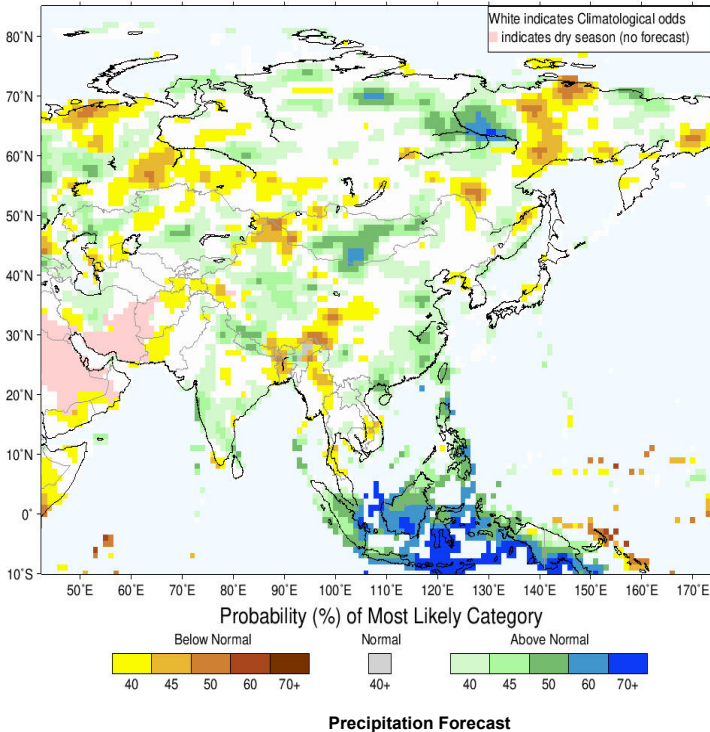 White indicates Climatological odds
indicates dry season (no forecast)
80˚N
70˚N
60˚N
50˚N
40˚N
30˚N
20˚N
10˚N
0˚
10˚S
50˚E 60˚E 70˚E 80˚E 90˚E 100˚E 110˚E 120˚E 130˚E 140˚E 150˚E 160˚E 170˚E
Probability (%) of Most Likely Category
Below Normal Normal Above Normal
40 45 50 60 70+ 40+ 40 45 50 60 70+
Precipitation Forecast